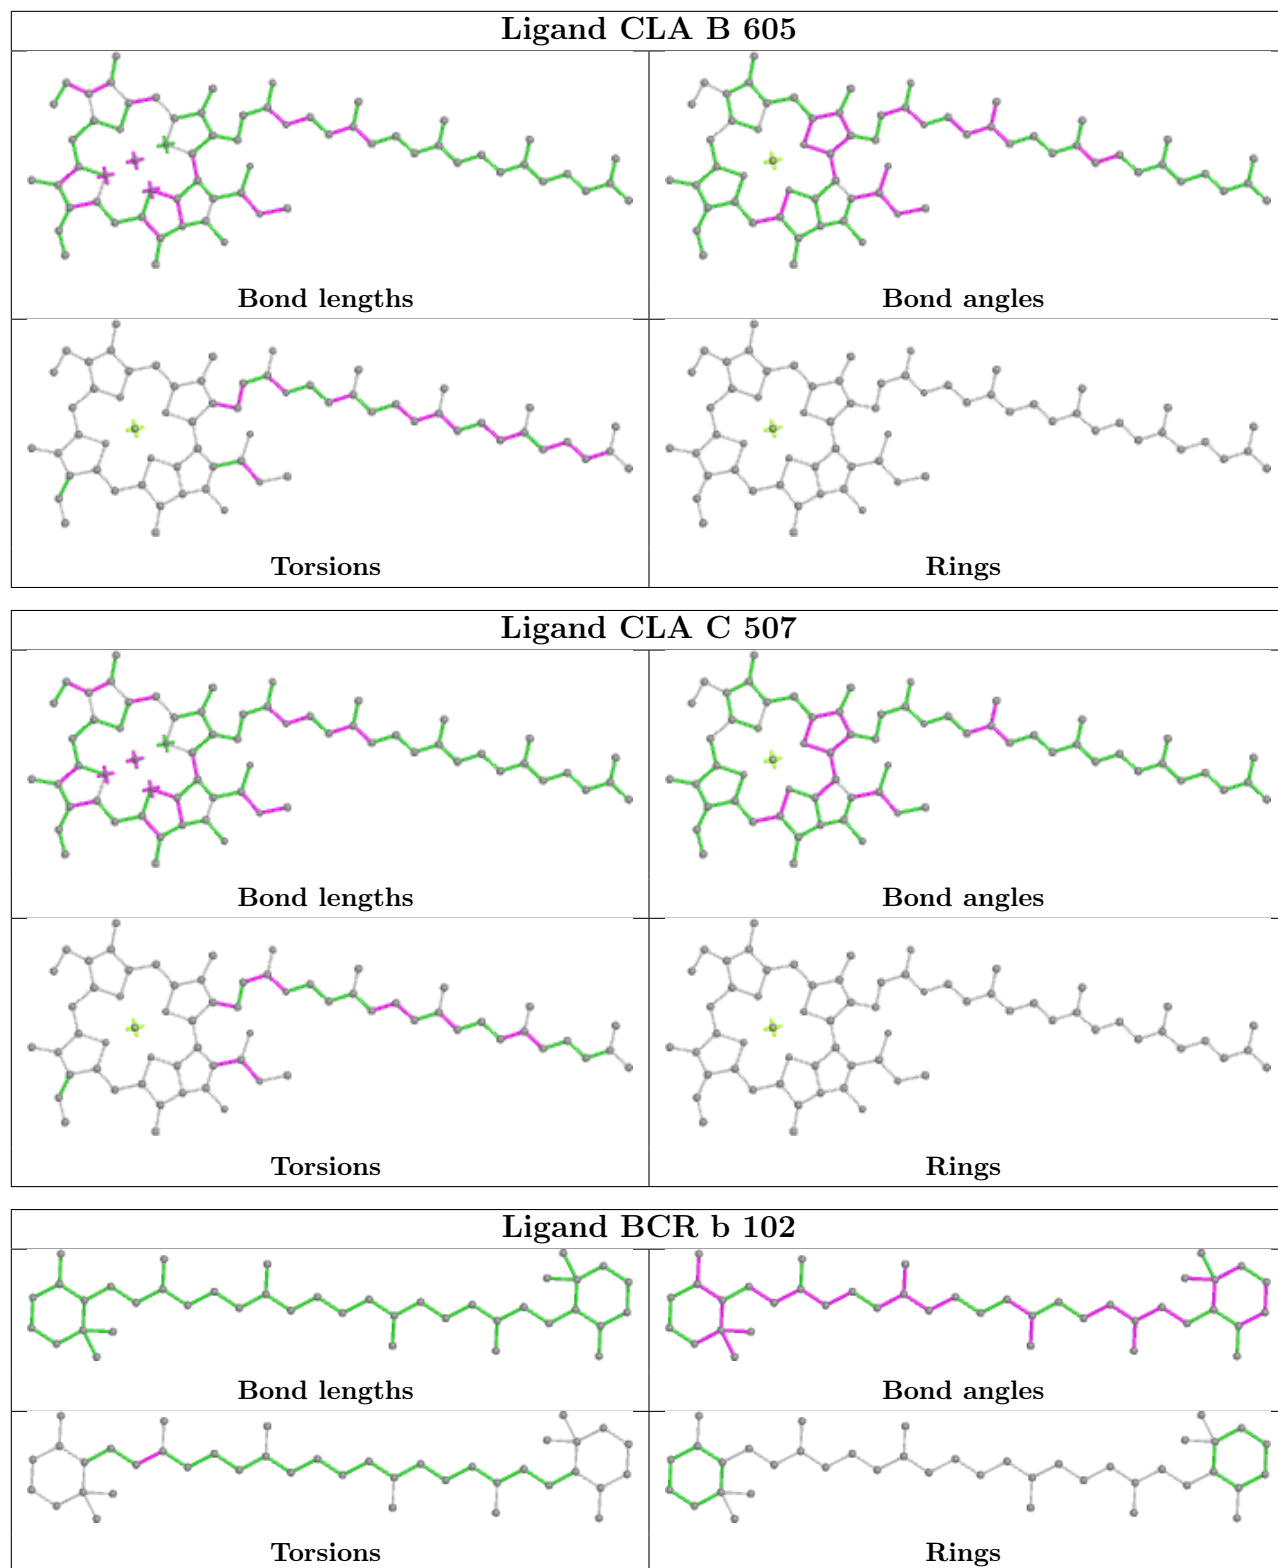 Ligand CLA B 605
Bond lengths
Bond angles
Torsions
Rings
Ligand CLA C 507
Bond lengths
Bond angles
Torsions
Rings
Ligand BCR b 102
Bond lengths
Bond angles
Torsions
Rings